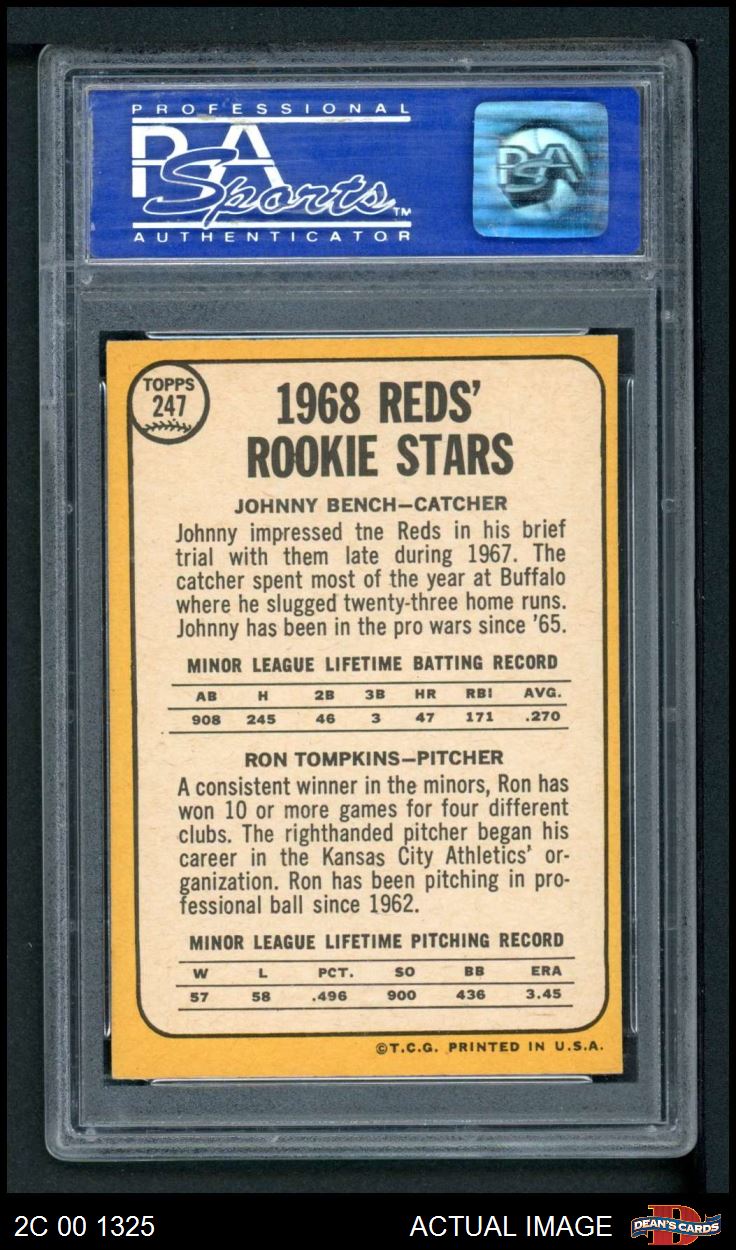 PROFESSIONAL
PSA
Sports™
AUTHENTICATOR
PSA
TOPPS
247
1968 REDS'
ROOKIE STARS
JOHNNY BENCH—CATCHER
Johnny impressed tne Reds in his brief
trial with them late during 1967. The
catcher spent most of the year at Buffalo
where he slugged twenty-three home runs.
Johnny has been in the pro wars since '65.
MINOR LEAGUE LIFETIME BATTING RECORD
AB H 2B 3B HR RBI AVG.
908 245 46 3 47 171 .270
RON TOMPKINS—PITCHER
A consistent winner in the minors, Ron has
won 10 or more games for four different
clubs. The righthanded pitcher began his
career in the Kansas City Athletics' or-
ganization. Ron has been pitching in pro-
fessional ball since 1962.
MINOR LEAGUE LIFETIME PITCHING RECORD
W L PCT. SO BB ERA
57 58 .496 900 436 3.45
©T.C.G. PRINTED IN U.S.A.
2C 00 1325
ACTUAL IMAGE
DEAN'S CARDS